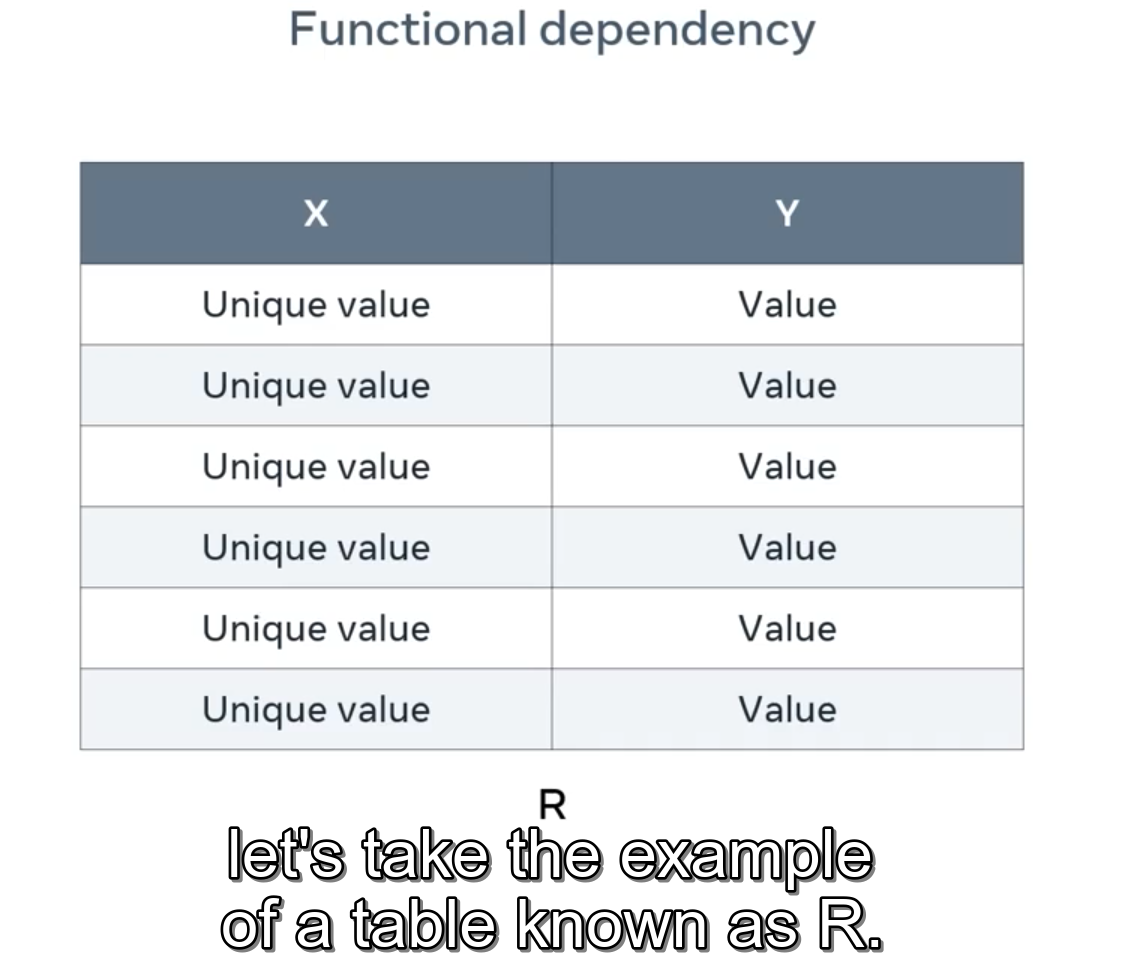 Functional dependency
X Y
Unique value Value
Unique value Value
Unique value Value
Unique value Value
Unique value Value
Unique value Value
R
let's take the example
of a table known as R.